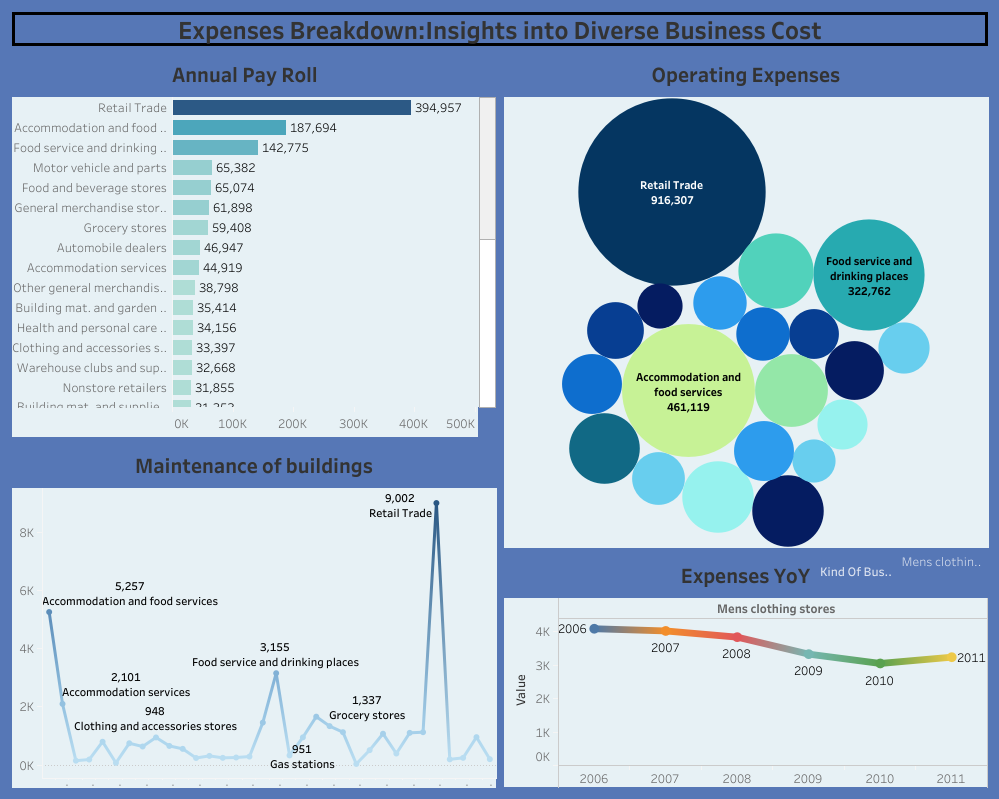 Expenses Breakdown:Insights into Diverse Business Cost
Annual Pay Roll
Retail Trade 394,957
Accommodation and food .. 187,694
Food service and drinking .. 142,775
Motor vehicle and parts 65,382
Food and beverage stores 65,074
General merchandise stor.. 61,898
Grocery stores 59,408
Automobile dealers 46,947
Accommodation services 44,919
Other general merchandis.. 38,798
Building mat. and garden .. 35,414
Health and personal care .. 34,156
Clothing and accessories s.. 33,397
Warehouse clubs and sup.. 32,668
Nonstore retailers 31,855
Building mat. and supplie..
0K 100K 200K 300K 400K 500K
Operating Expenses
Retail Trade
916,307
Food service and
drinking places
322,762
Accommodation and
food services
461,119
Maintenance of buildings
8K
6K
4K
2K
0K
9,002
Retail Trade
5,257
Accommodation and food services
3,155
Food service and drinking places
2,101
Accommodation services
1,337
Grocery stores
948
Clothing and accessories stores
951
Gas stations
Expenses YoY
Kind Of Bus..
Mens clothin..
Mens clothing stores
Value
4K
3K
2K
1K
0K
2006
2007
2008
2009
2010
2011
2006 2007 2008 2009 2010 2011